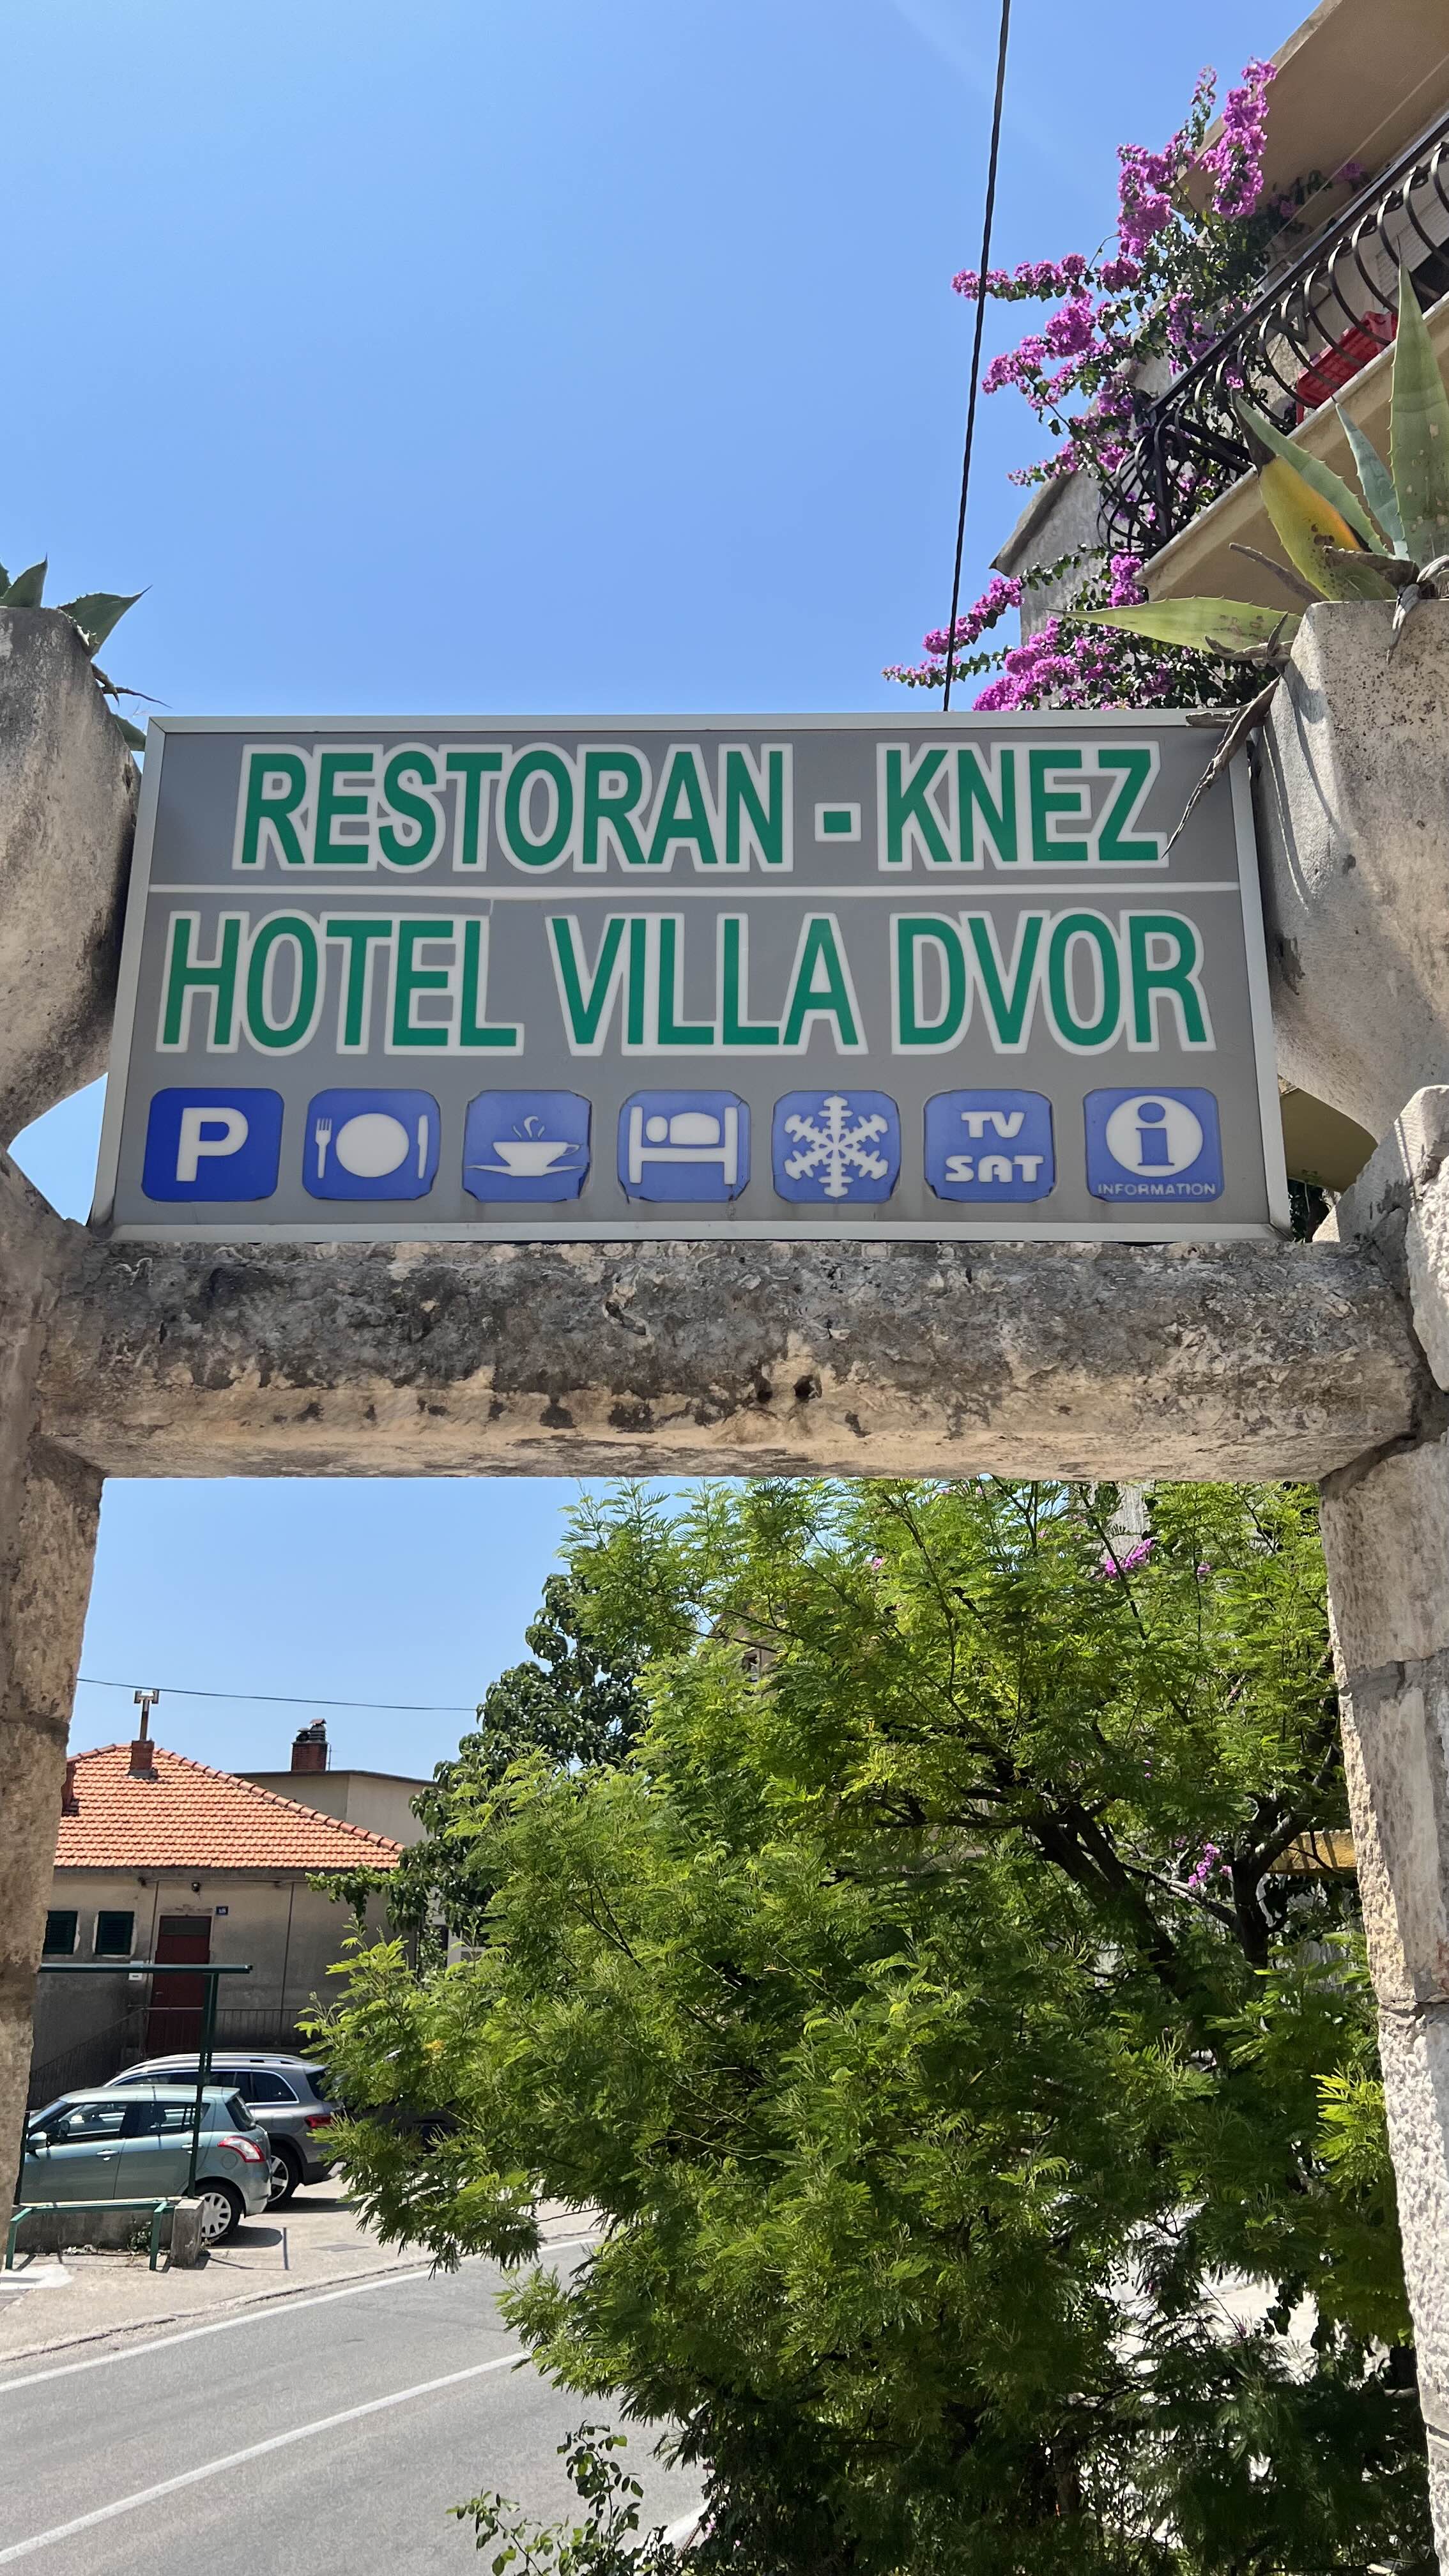 RESTORAN - KNEZ
HOTEL VILLA DVOR
P
TV
SAT
i
INFORMATION